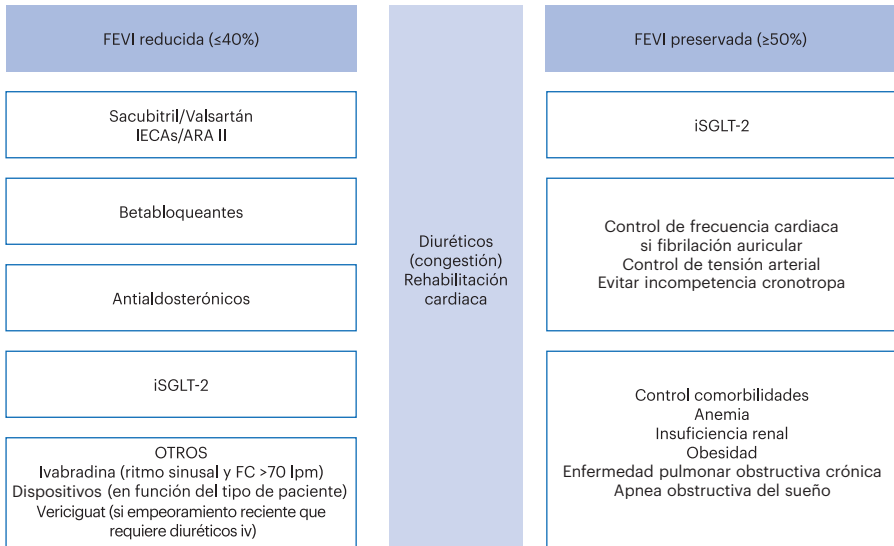 FEVI reducida (≤40%)
Sacubitril/Valsartán
IECAs/ARA II
Betabloqueantes
Antialdosterónicos
iSGLT-2
OTROS
Ivabradina (ritmo sinusal y FC >70 lpm)
Dispositivos (en función del tipo de paciente)
Vericiguat (si empeoramiento reciente que
requiere diuréticos iv)
Diuréticos
(congestión)
Rehabilitación
cardiaca
FEVI preservada (≥50%)
iSGLT-2
Control de frecuencia cardiaca
si fibrilación auricular
Control de tensión arterial
Evitar incompetencia cronotropa
Control comorbilidades
Anemia
Insuficiencia renal
Obesidad
Enfermedad pulmonar obstructiva crónica
Apnea obstructiva del sueño